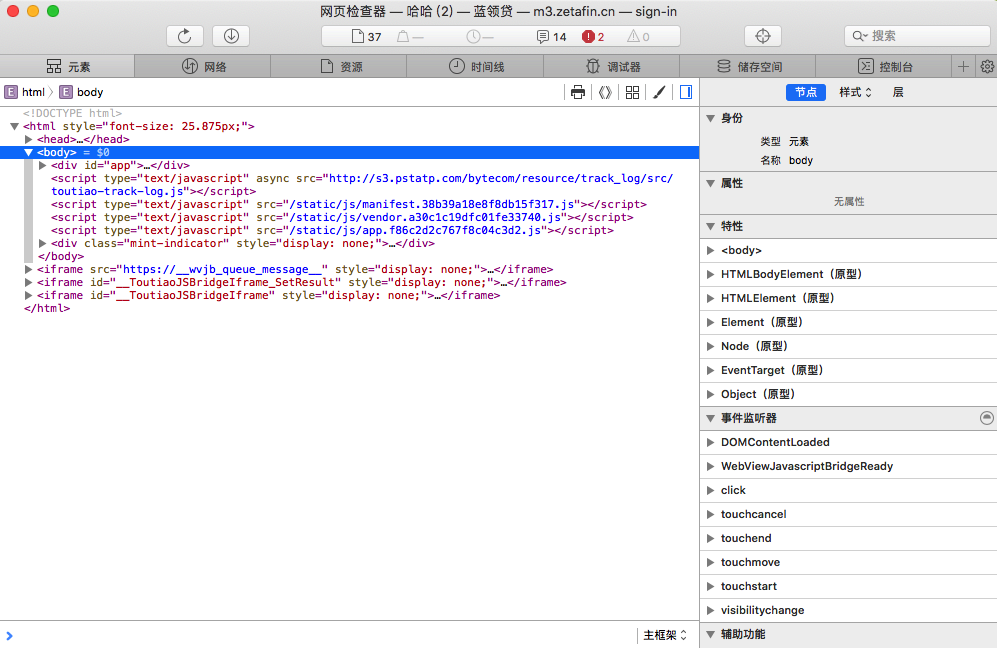 网页检查器 — 哈哈 (2) — 蓝领贷 — m3.zetafin.cn — sign-in
37 — — 14 2 0 搜索
元素 网络 资源 时间线 调试器 储存空间 控制台
E html E body 节点 样式 层
<!DOCTYPE html>
<html style="font-size: 25.875px;">
<head>…</head>
<body> = $0
<div id="app">…</div>
<script type="text/javascript" async src="http://s3.pstatp.com/bytecom/resource/track_log/src/
toutiao-track-log.js"></script>
<script type="text/javascript" src="/static/js/manifest.38b39a18e8f8db15f317.js"></script>
<script type="text/javascript" src="/static/js/vendor.a30c1c19dfc01fe33740.js"></script>
<script type="text/javascript" src="/static/js/app.f86c2d2c767f8c04c3d2.js"></script>
<div class="mint-indicator" style="display: none;">…</div>
</body>
<iframe src="https://__wvjb_queue_message__" style="display: none;">…</iframe>
<iframe id="__ToutiaoJSBridgeIframe_SetResult" style="display: none;">…</iframe>
<iframe id="__ToutiaoJSBridgeIframe" style="display: none;">…</iframe>
</html>
主框架
身份
类型 元素
名称 body
属性
无属性
特性
<body>
HTMLBodyElement（原型）
HTMLElement（原型）
Element（原型）
Node（原型）
EventTarget（原型）
Object（原型）
事件监听器
DOMContentLoaded
WebViewJavascriptBridgeReady
click
touchcancel
touchend
touchmove
touchstart
visibilitychange
辅助功能